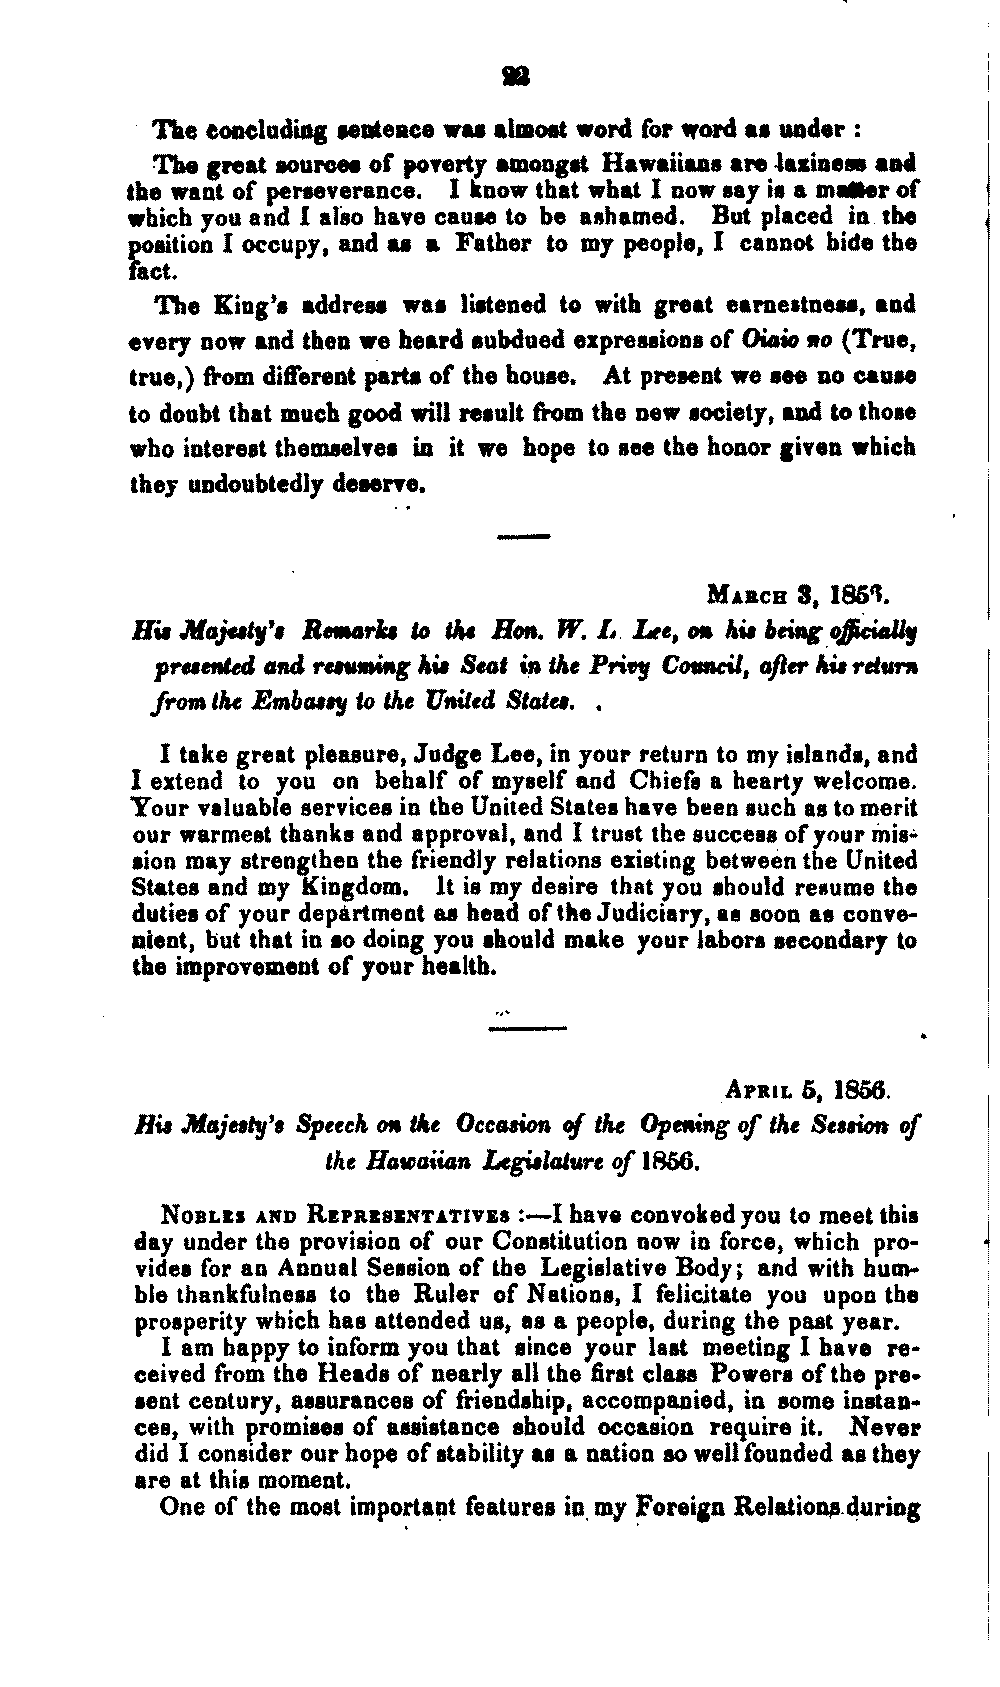 22
The concluding sentence was almost word for word as under :
The great sources of poverty amongst Hawaiians are laziness and
the want of perseverance. I know that what I now say is a matter of
which you and I also have cause to be ashamed. But placed in the
position I occupy, and as a Father to my people, I cannot hide the
fact.
The King's address was listened to with great earnestness, and
every now and then we heard subdued expressions of Oiaio no (True,
true,) from different parts of the house. At present we see no cause
to doubt that much good will result from the new society, and to those
who interest themselves in it we hope to see the honor given which
they undoubtedly deserve.
MARCH 3,
His Majesty's Remarks to the Hon. W. L. Lee, on his being officially
presented and resuming his Seat in the Privy Council, after his return
from the Embassy to the United States.
I take great pleasure, Judge Lee, in your return to my islands, and
I extend to you on behalf of myself and Chiefs a hearty welcome.
Your valuable services in the United States have been such as to merit
our warmest thanks and approval, and I trust the success of your mis-
sion may strengthen the friendly relations existing between the United
States and my Kingdom. It is my desire that you should resume the
duties of your department as head of the Judiciary, as soon as conve-
nient, but that in so doing you should make your labors secondary to
the improvement of your health.
APRIL 5, 1856.
His Majesty's Speech on the Occasion of the Opening of the Session of
the Hawaiian Legislature of 1856.
NOBLES AND REPRESENTATIVES :—I have convoked you to meet this
day under the provision of our Constitution now in force, which pro-
vides for an Annual Session of the Legislative Body; and with hum-
ble thankfulness to the Ruler of Nations, I felicitate you upon the
prosperity which has attended us, as a people, during the past year.
I am happy to inform you that since your last meeting I have re-
ceived from the Heads of nearly all the first class Powers of the pre-
sent century, assurances of friendship, accompanied, in some instan-
ces, with promises of assistance should occasion require it. Never
did I consider our hope of stability as a nation so well founded as they
are at this moment.
One of the most important features in my Foreign Relations during